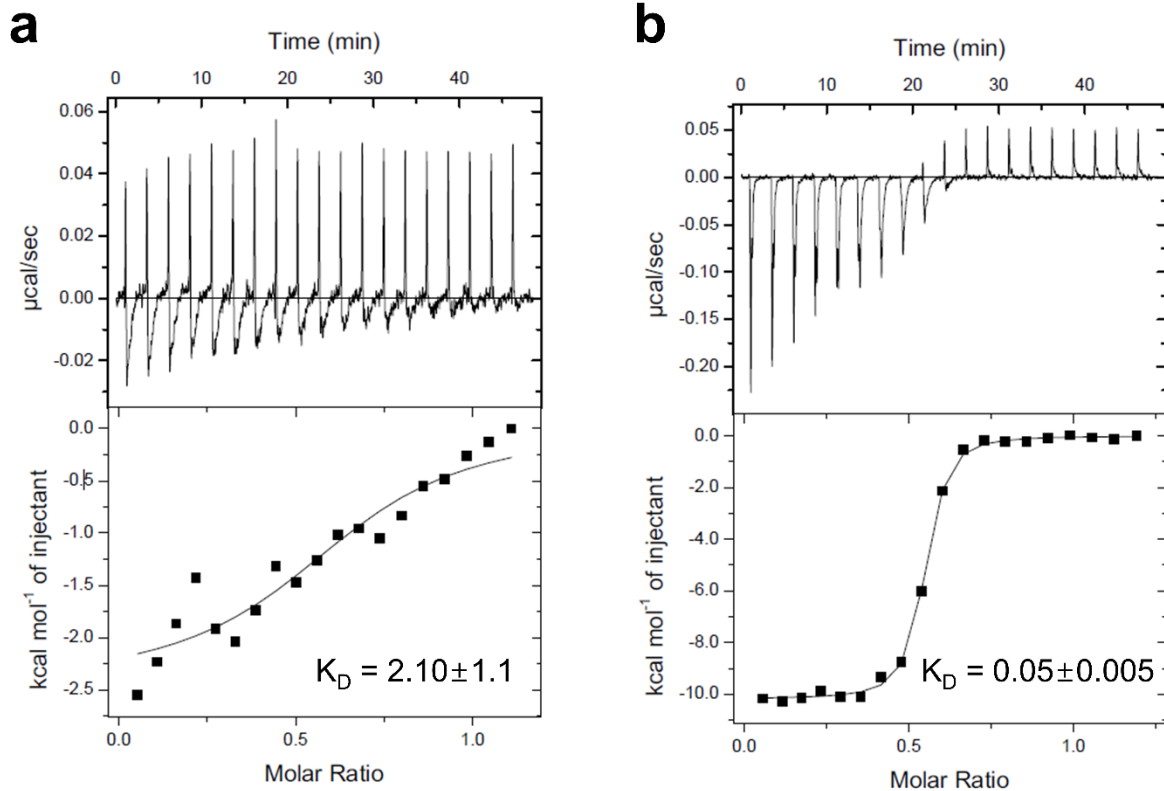 a
Time (min)
0 10 20 30 40
0.06
0.04
0.02
0.00
-0.02
µcal/sec
0.0
-0.5
-1.0
-1.5
-2.0
-2.5
kcal mol⁻¹ of injectant
K_D = 2.10±1.1
0.0 0.5 1.0
Molar Ratio
b
Time (min)
0 10 20 30 40
0.05
0.00
-0.05
-0.10
-0.15
-0.20
µcal/sec
0.0
-2.0
-4.0
-6.0
-8.0
-10.0
kcal mol⁻¹ of injectant
K_D = 0.05±0.005
0.0 0.5 1.0
Molar Ratio